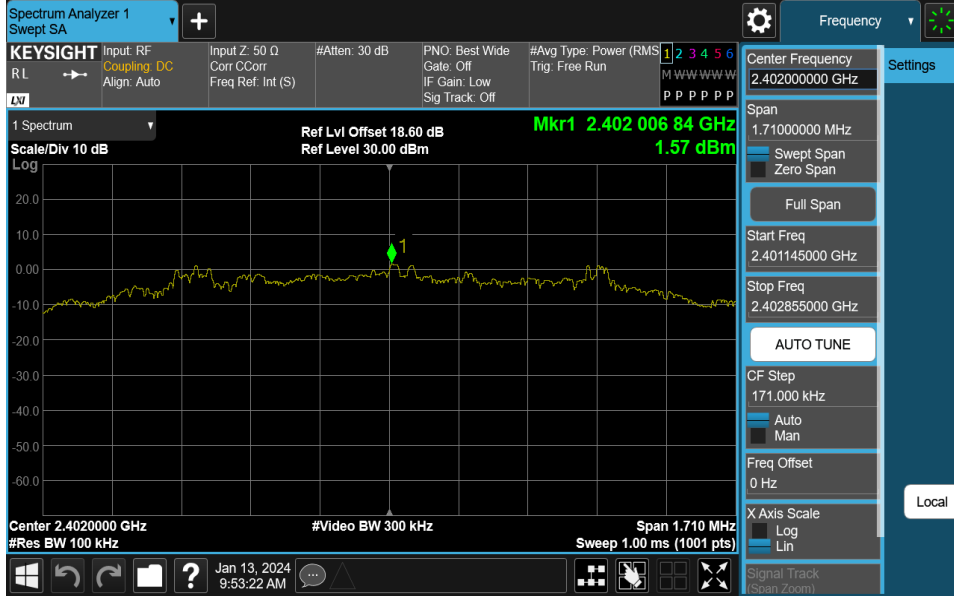 Spectrum Analyzer 1
Swept SA
+
Frequency
KEYSIGHT
R L
LXI
Input: RF
Coupling: DC
Align: Auto
Input Z: 50 Ω
Corr CCorr
Freq Ref: Int (S)
#Atten: 30 dB
PNO: Best Wide
Gate: Off
IF Gain: Low
Sig Track: Off
#Avg Type: Power (RMS
Trig: Free Run
1 2 3 4 5 6
M W W W W W
P P P P P P
1 Spectrum
Scale/Div 10 dB
Ref Lvl Offset 18.60 dB
Ref Level 30.00 dBm
Mkr1 2.402 006 84 GHz
1.57 dBm
Log
20.0
10.0
0.00
-10.0
-20.0
-30.0
-40.0
-50.0
-60.0
1
Center 2.4020000 GHz
#Res BW 100 kHz
#Video BW 300 kHz
Span 1.710 MHz
Sweep 1.00 ms (1001 pts)
Center Frequency
2.402000000 GHz
Span
1.71000000 MHz
Swept Span
Zero Span
Full Span
Start Freq
2.401145000 GHz
Stop Freq
2.402855000 GHz
AUTO TUNE
CF Step
171.000 kHz
Auto
Man
Freq Offset
0 Hz
X Axis Scale
Log
Lin
Signal Track
(Span Zoom)
Settings
Local
?
Jan 13, 2024
9:53:22 AM